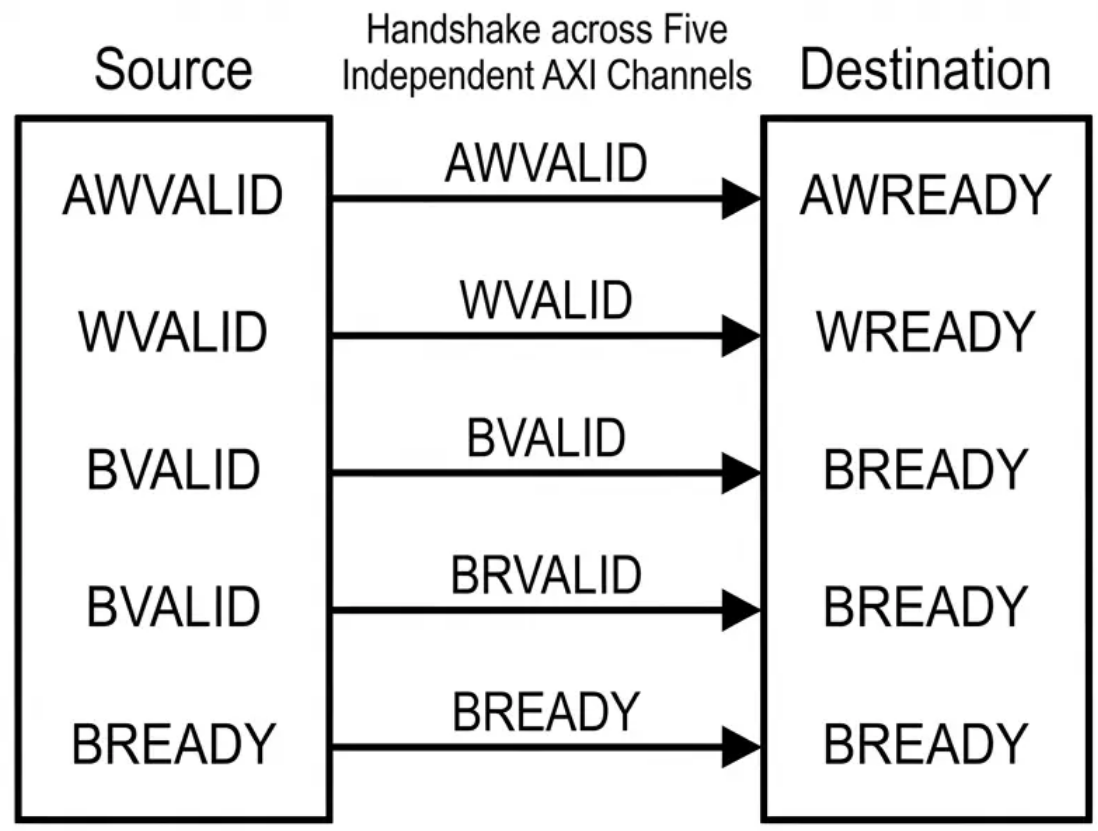 Handshake across Five
Independent AXI Channels
Source
Destination
AWVALID
AWVALID
AWREADY
WVALID
WVALID
WREADY
BVALID
BVALID
BREADY
BVALID
BRVALID
BREADY
BREADY
BREADY
BREADY